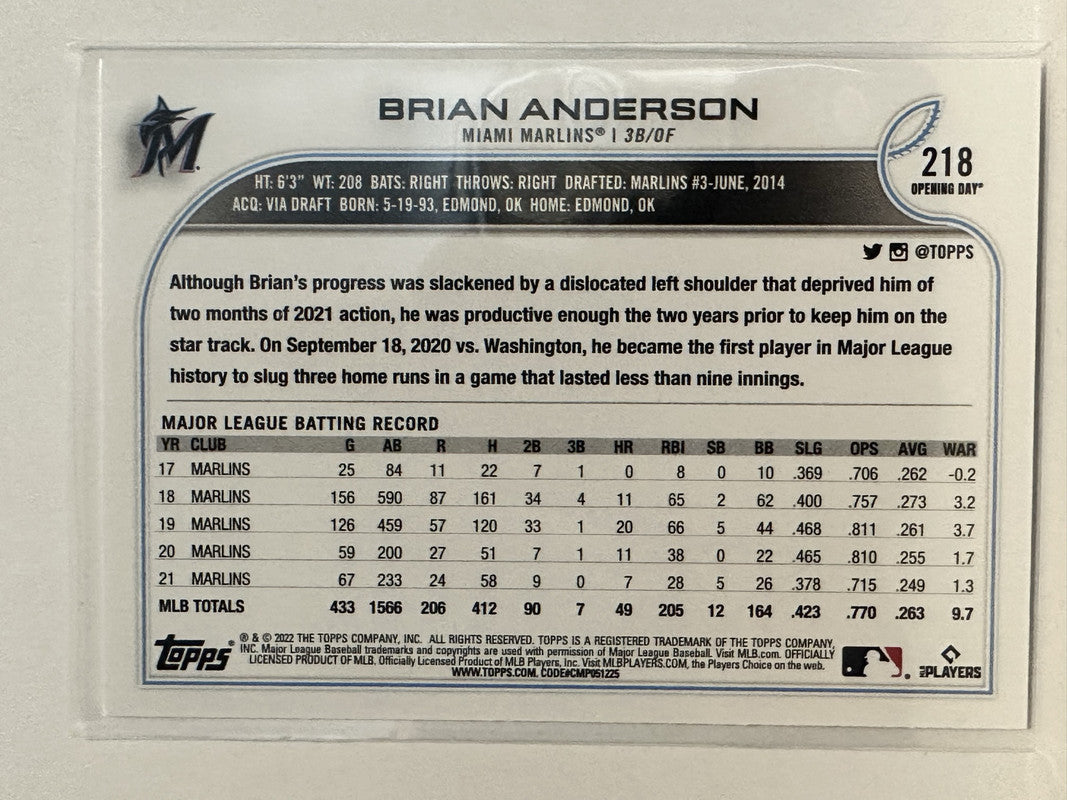 M
BRIAN ANDERSON
MIAMI MARLINS® | 3B/OF
218
OPENING DAY®
HT: 6'3" WT: 208 BATS: RIGHT THROWS: RIGHT DRAFTED: MARLINS #3-JUNE, 2014
ACQ: VIA DRAFT BORN: 5-19-93, EDMOND, OK HOME: EDMOND, OK
@TOPPS
Although Brian's progress was slackened by a dislocated left shoulder that deprived him of
two months of 2021 action, he was productive enough the two years prior to keep him on the
star track. On September 18, 2020 vs. Washington, he became the first player in Major League
history to slug three home runs in a game that lasted less than nine innings.
MAJOR LEAGUE BATTING RECORD
YR CLUB G AB R H 2B 3B HR RBI SB BB SLG OPS AVG WAR
17 MARLINS 25 84 11 22 7 1 0 8 0 10 .369 .706 .262 -0.2
18 MARLINS 156 590 87 161 34 4 11 65 2 62 .400 .757 .273 3.2
19 MARLINS 126 459 57 120 33 1 20 66 5 44 .468 .811 .261 3.7
20 MARLINS 59 200 27 51 7 1 11 38 0 22 .465 .810 .255 1.7
21 MARLINS 67 233 24 58 9 0 7 28 5 26 .378 .715 .249 1.3
MLB TOTALS 433 1566 206 412 90 7 49 205 12 164 .423 .770 .263 9.7
topps®
® & © 2022 THE TOPPS COMPANY, INC. ALL RIGHTS RESERVED. TOPPS IS A REGISTERED TRADEMARK OF THE TOPPS COMPANY,
INC. Major League Baseball trademarks and copyrights are used with permission of Major League Baseball. Visit MLB.com. OFFICIALLY
LICENSED PRODUCT OF MLB. Officially Licensed Product of MLB Players, Inc. Visit MLBPLAYERS.COM, the Players Choice on the web.
WWW.TOPPS.COM. CODE#CMP051225
MLB PLAYERS